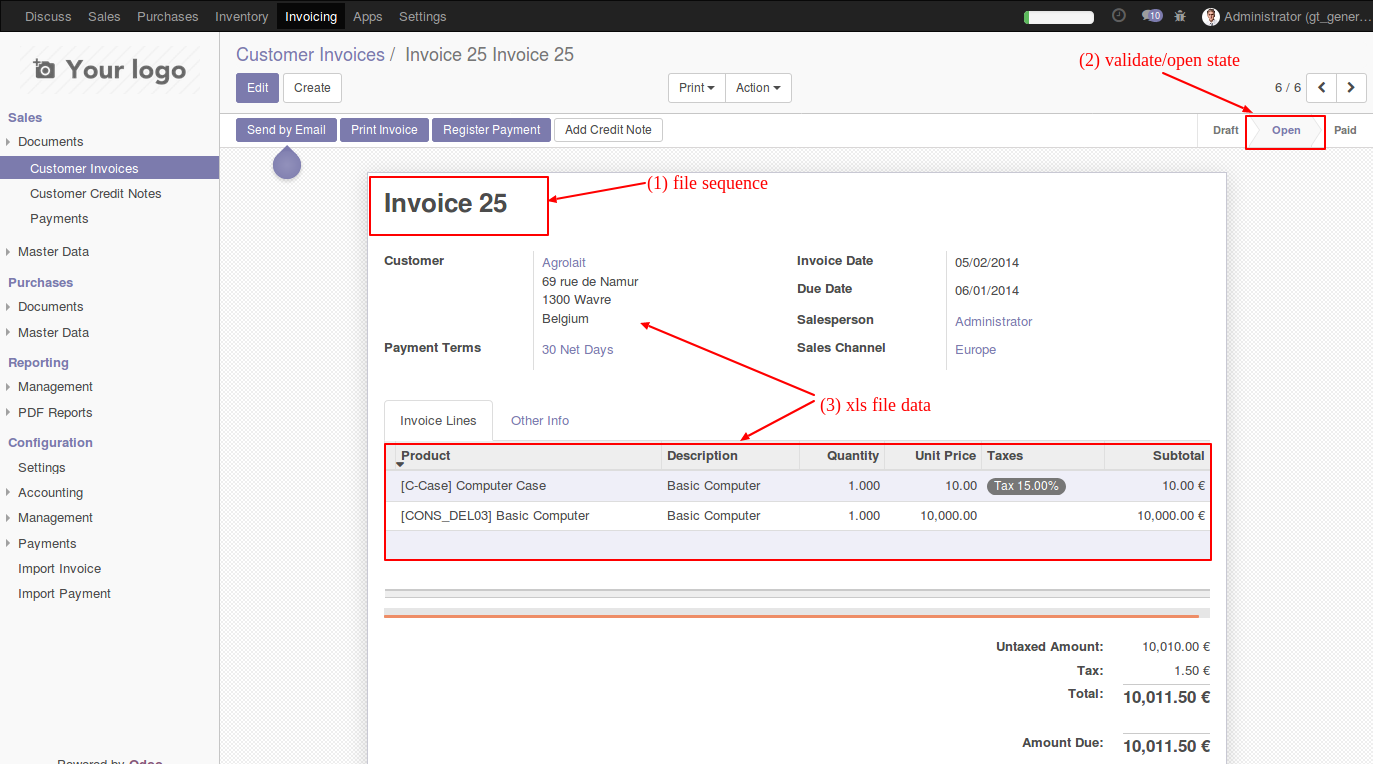 Discuss Sales Purchases Inventory Invoicing Apps Settings 10 Administrator (gt_gener...
Your logo
Customer Invoices / Invoice 25 Invoice 25
(2) validate/open state
Edit Create Print Action 6 / 6
Sales
Documents
Customer Invoices
Customer Credit Notes
Payments
Master Data
Purchases
Documents
Master Data
Reporting
Management
PDF Reports
Configuration
Settings
Accounting
Management
Payments
Import Invoice
Import Payment
Send by Email Print Invoice Register Payment Add Credit Note Draft Open Paid
Invoice 25
(1) file sequence
Customer Agrolait
69 rue de Namur
1300 Wavre
Belgium
Payment Terms 30 Net Days
Invoice Date 05/02/2014
Due Date 06/01/2014
Salesperson Administrator
Sales Channel Europe
(3) xls file data
Invoice Lines Other Info
Product Description Quantity Unit Price Taxes Subtotal
[C-Case] Computer Case Basic Computer 1.000 10.00 Tax 15.00% 10.00 €
[CONS_DEL03] Basic Computer Basic Computer 1.000 10,000.00 10,000.00 €
Untaxed Amount: 10,010.00 €
Tax: 1.50 €
Total: 10,011.50 €
Amount Due: 10,011.50 €
Powered by Odoo